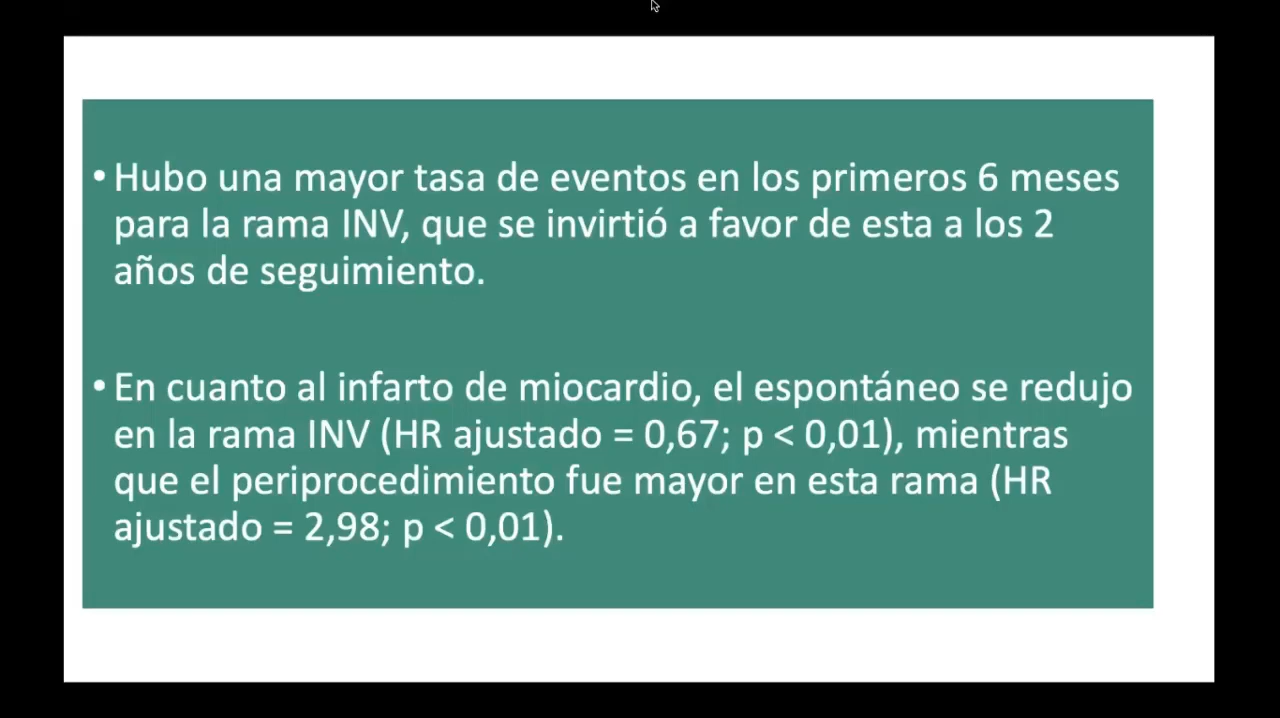 • Hubo una mayor tasa de eventos en los primeros 6 meses
para la rama INV, que se invirtió a favor de esta a los 2
años de seguimiento.
• En cuanto al infarto de miocardio, el espontáneo se redujo
en la rama INV (HR ajustado = 0,67; p < 0,01), mientras
que el periprocedimiento fue mayor en esta rama (HR
ajustado = 2,98; p < 0,01).